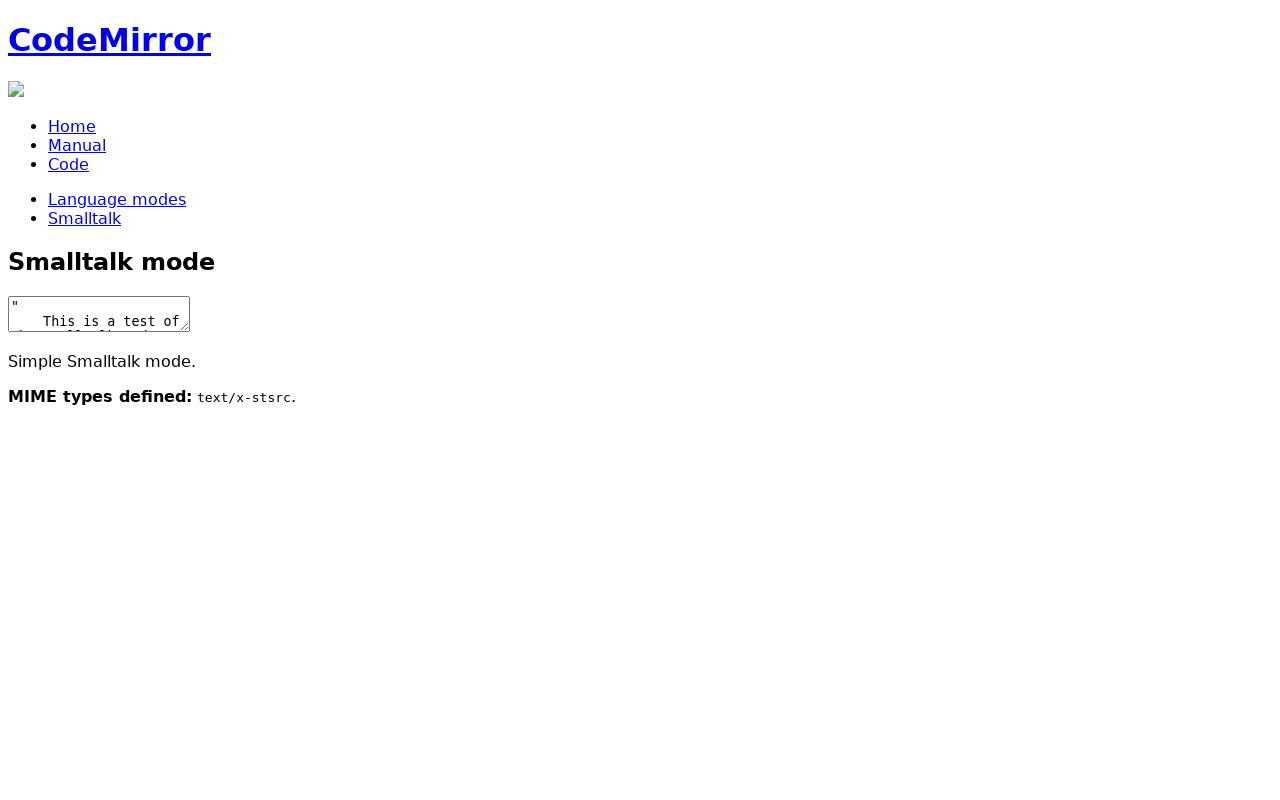 CodeMirror
Home
Manual
Code
Language modes
Smalltalk
Smalltalk mode
"
This is a test of
Simple Smalltalk mode.
MIME types defined: text/x-stsrc.